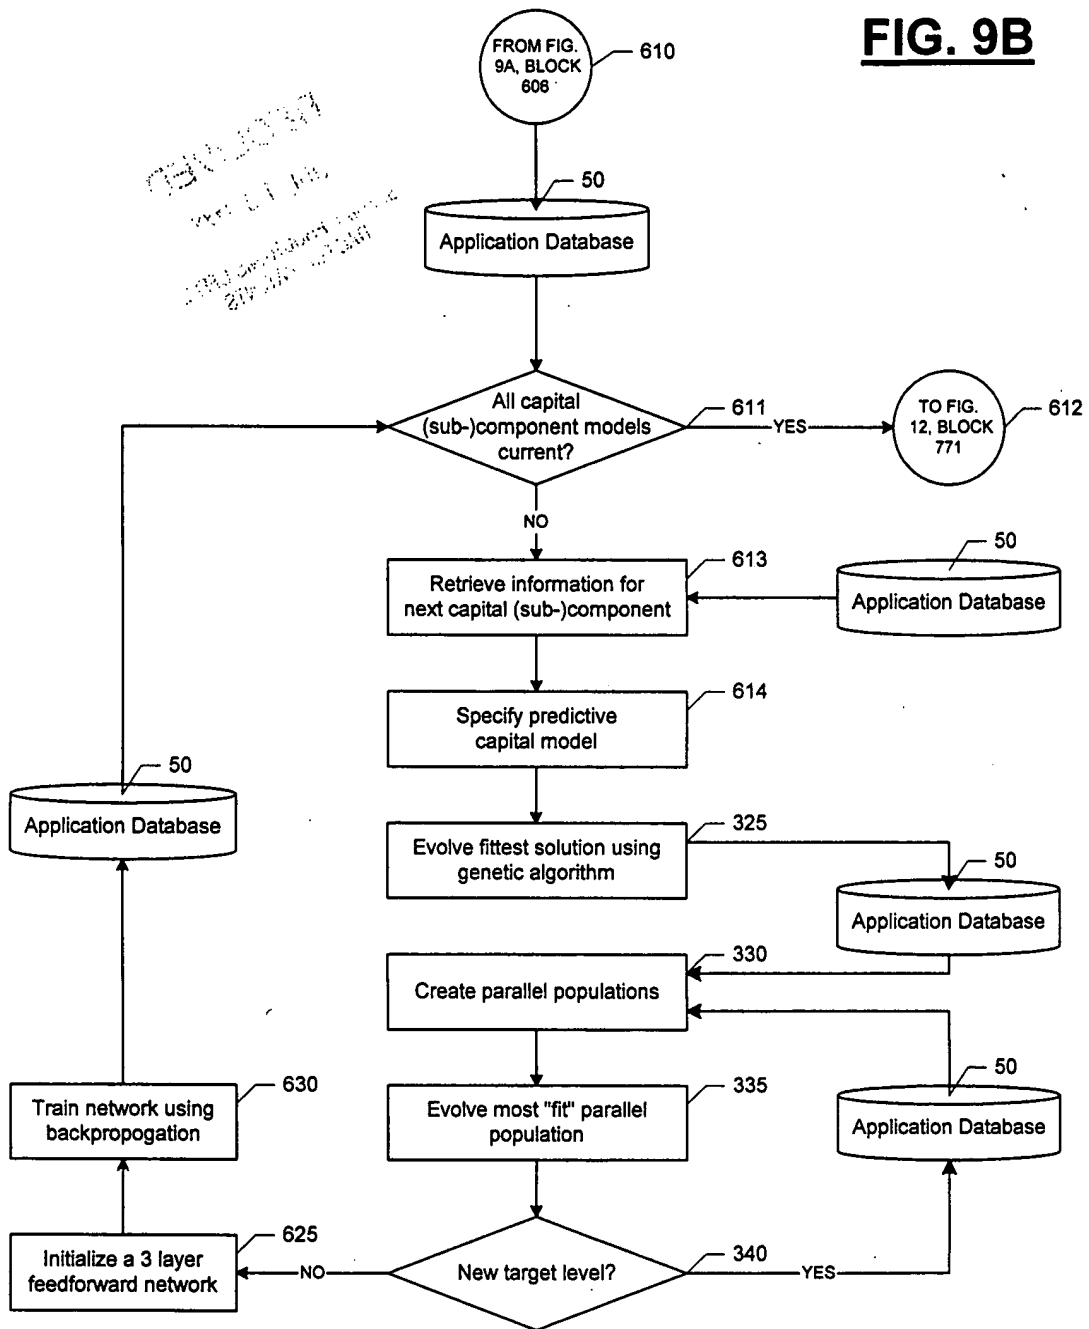 FIG. 9B
FROM FIG.
9A, BLOCK
606
610
50
Application Database
All capital
(sub-)component models
current?
611
YES
TO FIG.
12, BLOCK
771
612
NO
613
Retrieve information for
next capital (sub-)component
50
Application Database
614
Specify predictive
capital model
50
Application Database
325
Evolve fittest solution using
genetic algorithm
50
Application Database
330
Create parallel populations
335
Evolve most "fit" parallel
population
50
Application Database
630
Train network using
backpropogation
625
Initialize a 3 layer
feedforward network
NO
New target level?
340
YES